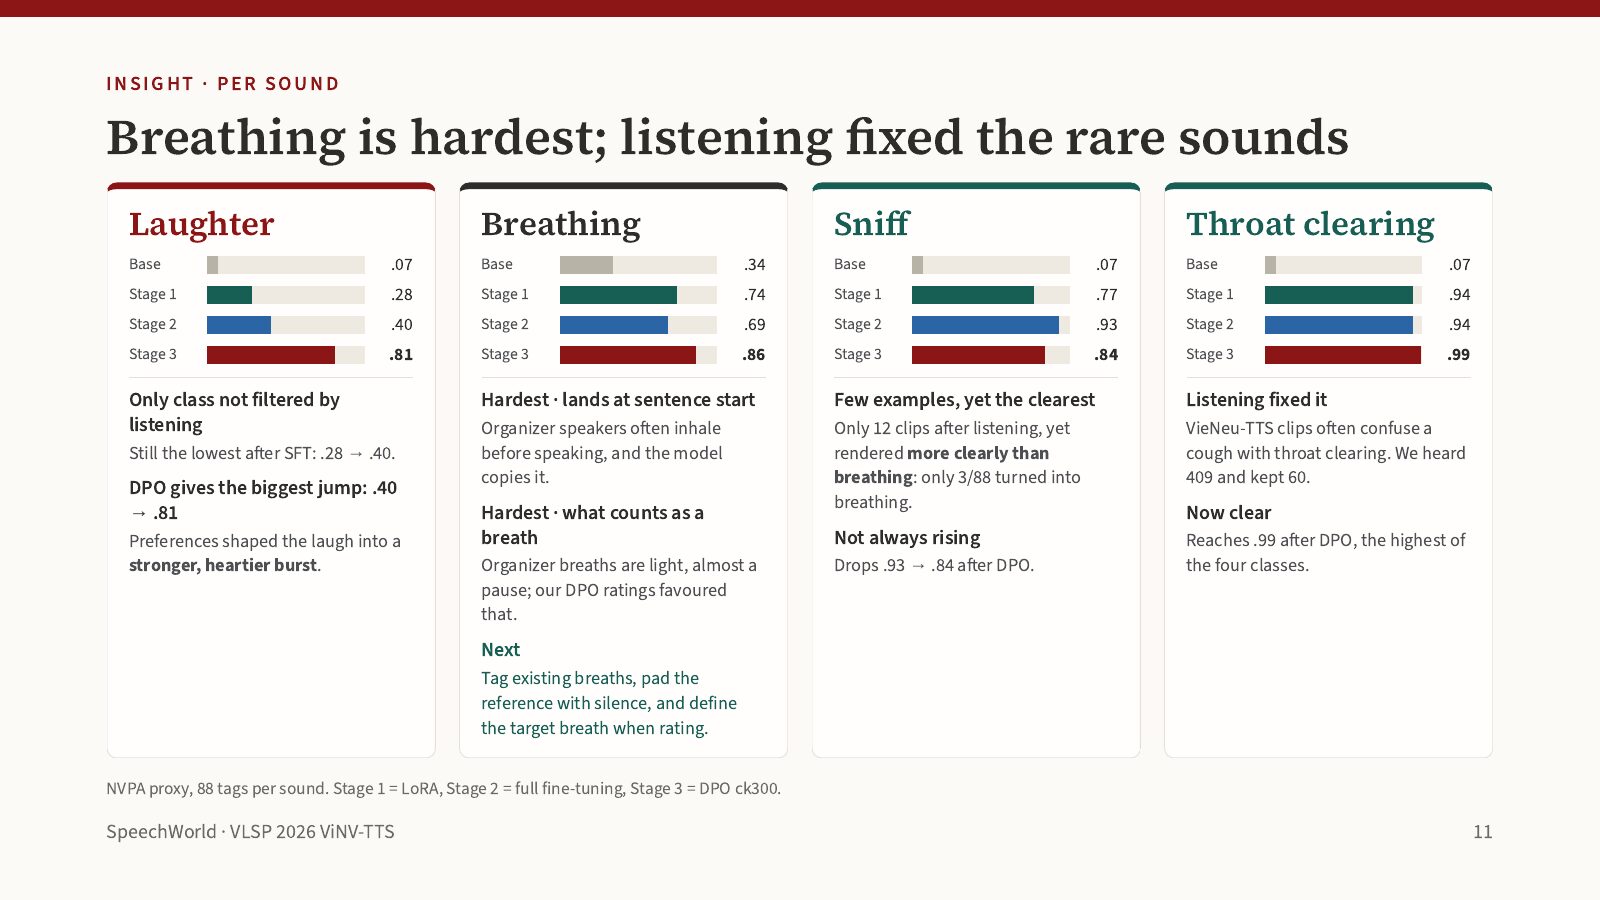 INSIGHT · PER SOUND
Breathing is hardest; listening fixed the rare sounds
Laughter
Base .07
Stage 1 .28
Stage 2 .40
Stage 3 .81
Only class not filtered by
listening
Still the lowest after SFT: .28 → .40.
DPO gives the biggest jump: .40
→ .81
Preferences shaped the laugh into a
stronger, heartier burst.
Breathing
Base .34
Stage 1 .74
Stage 2 .69
Stage 3 .86
Hardest · lands at sentence start
Organizer speakers often inhale
before speaking, and the model
copies it.
Hardest · what counts as a
breath
Organizer breaths are light, almost a
pause; our DPO ratings favoured
that.
Next
Tag existing breaths, pad the
reference with silence, and define
the target breath when rating.
Sniff
Base .07
Stage 1 .77
Stage 2 .93
Stage 3 .84
Few examples, yet the clearest
Only 12 clips after listening, yet
rendered more clearly than
breathing: only 3/88 turned into
breathing.
Not always rising
Drops .93 → .84 after DPO.
Throat clearing
Base .07
Stage 1 .94
Stage 2 .94
Stage 3 .99
Listening fixed it
VieNeu-TTS clips often confuse a
cough with throat clearing. We heard
409 and kept 60.
Now clear
Reaches .99 after DPO, the highest of
the four classes.
NVPA proxy, 88 tags per sound. Stage 1 = LoRA, Stage 2 = full fine-tuning, Stage 3 = DPO ck300.
SpeechWorld · VLSP 2026 ViNV-TTS
11